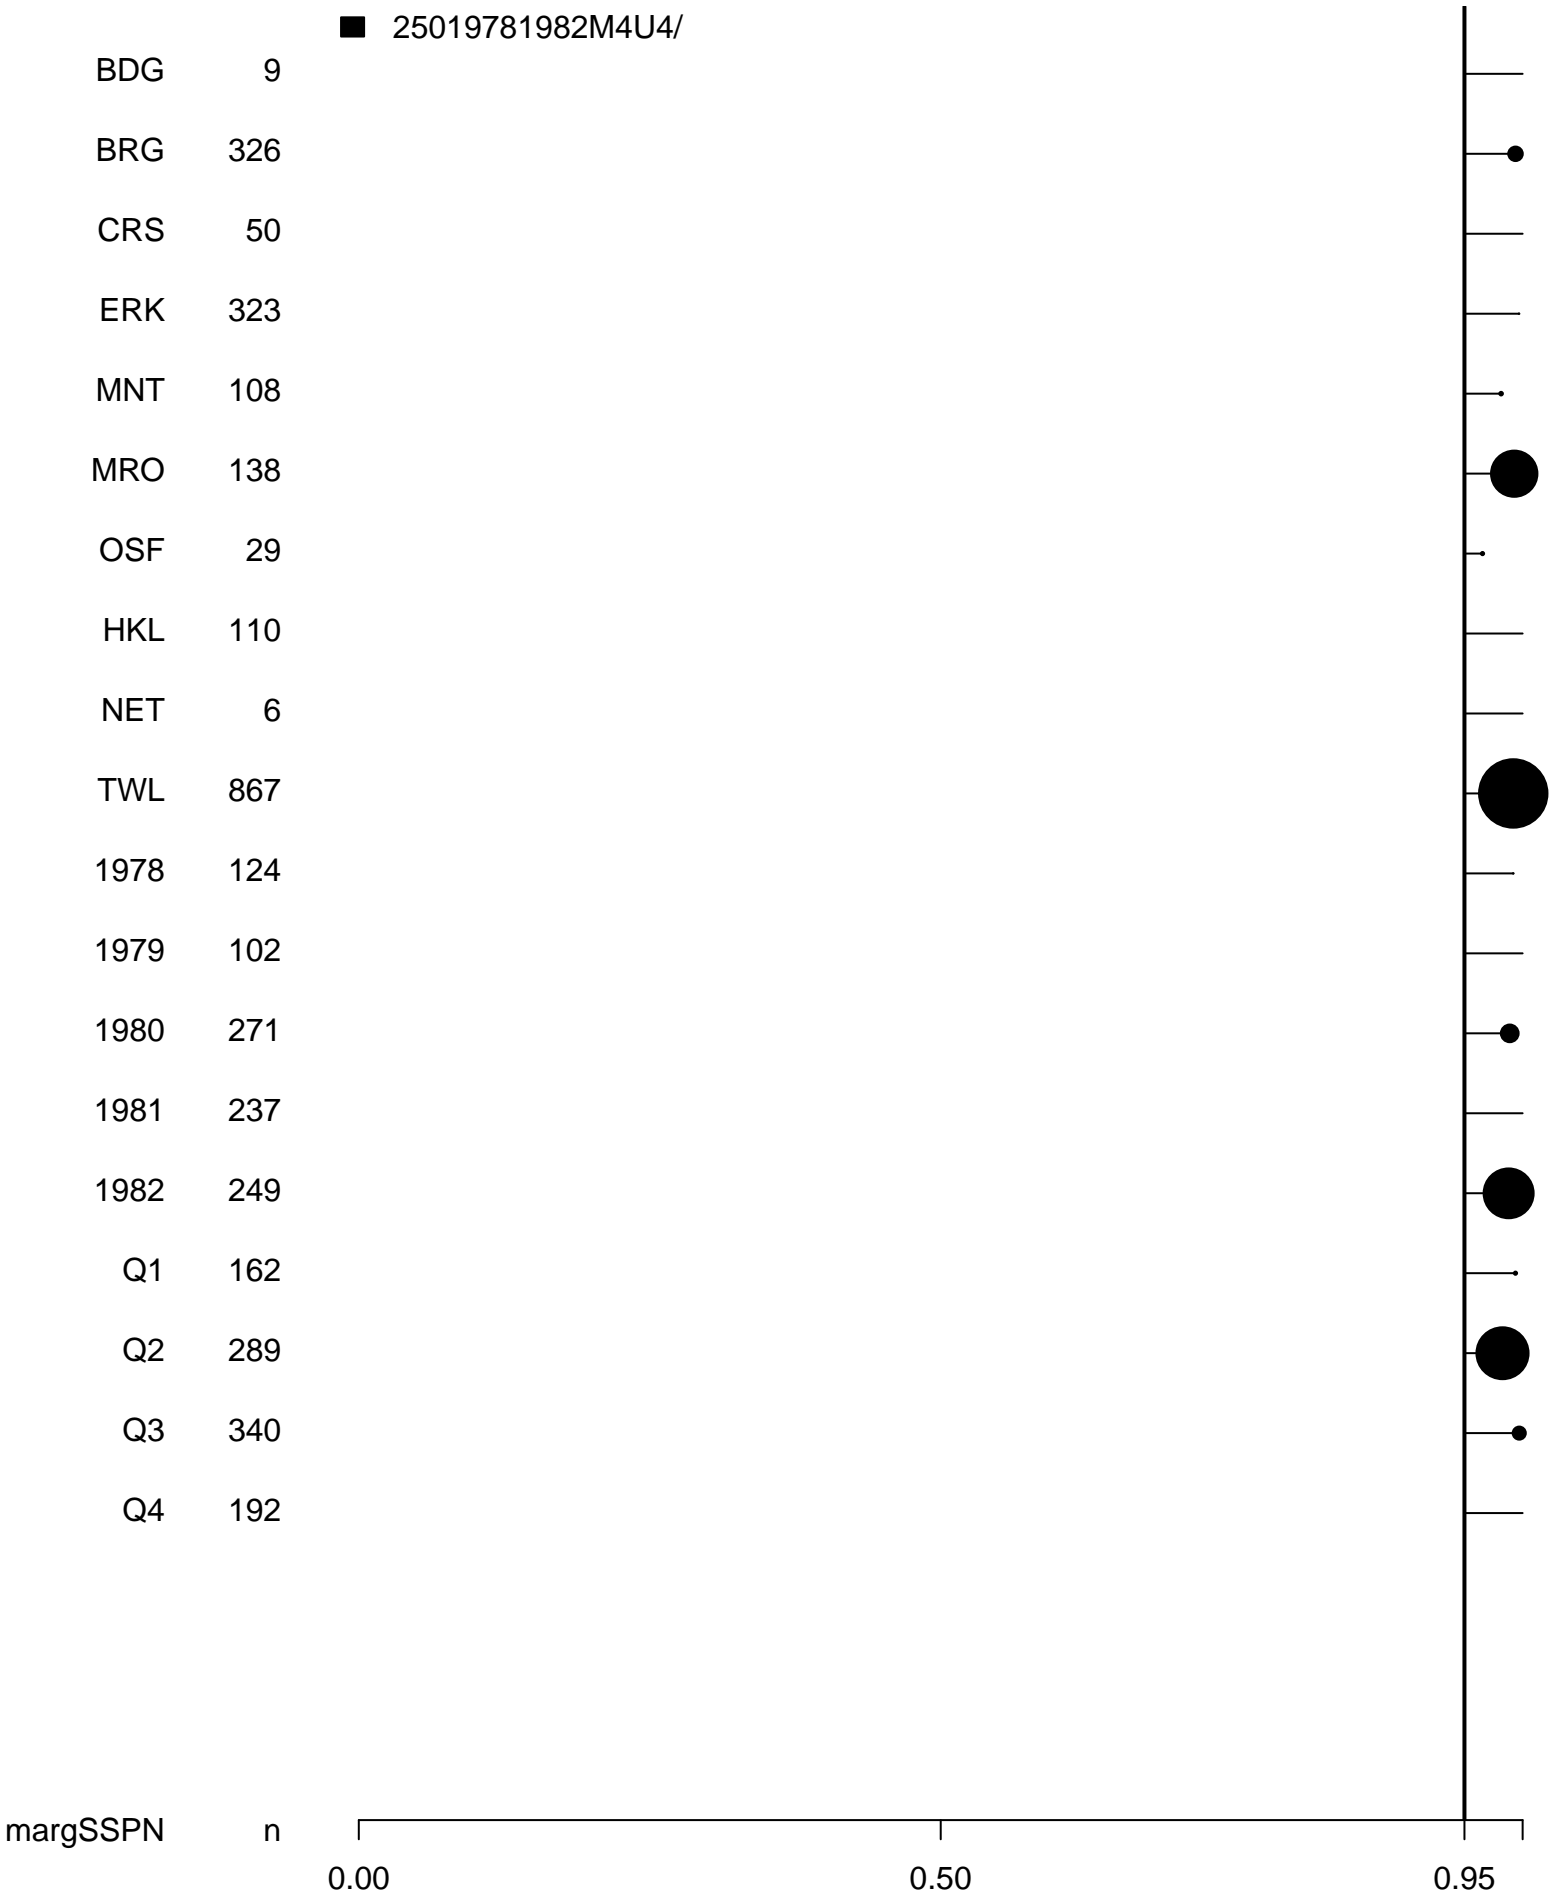 25019781982M4U4/
BDG 9
BRG 326
CRS 50
ERK 323
MNT 108
MRO 138
OSF 29
HKL 110
NET 6
TWL 867
1978 124
1979 102
1980 271
1981 237
1982 249
Q1 162
Q2 289
Q3 340
Q4 192
margSSPN n
0.00 0.50 0.95